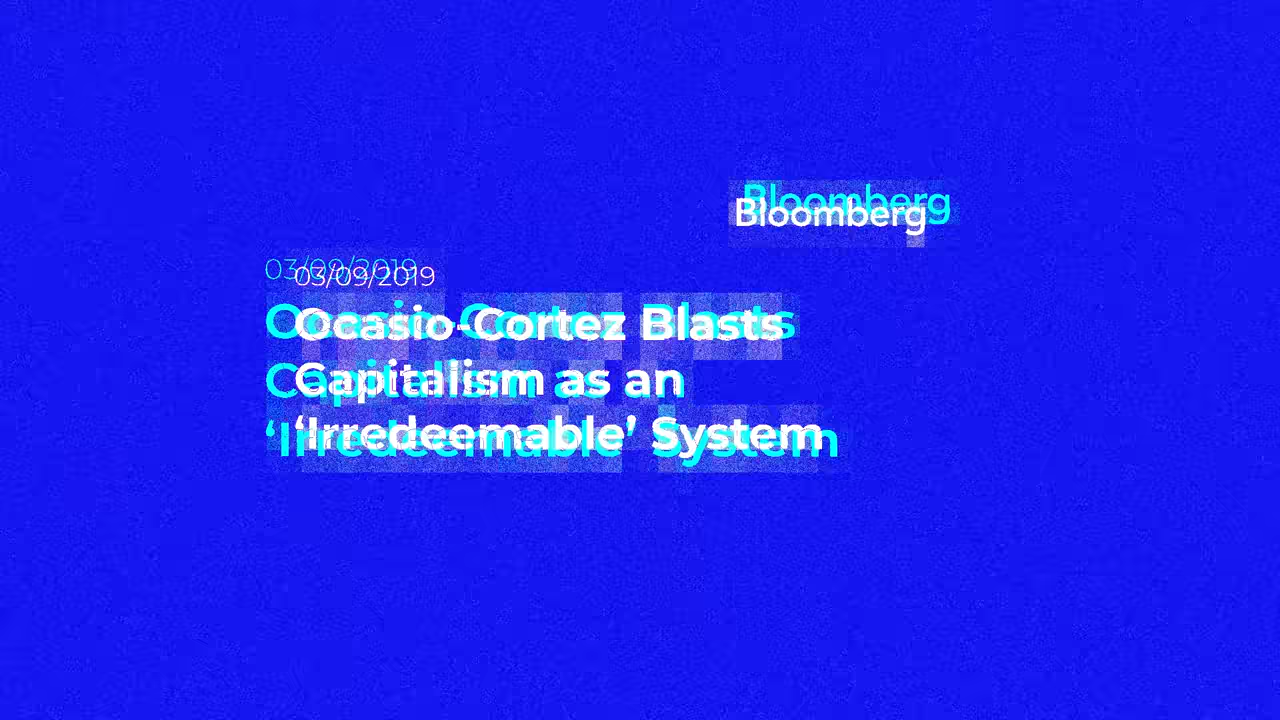 Bloomberg
03/09/2019
Ocasio-Cortez Blasts
Capitalism as an
‘Irredeemable’ System